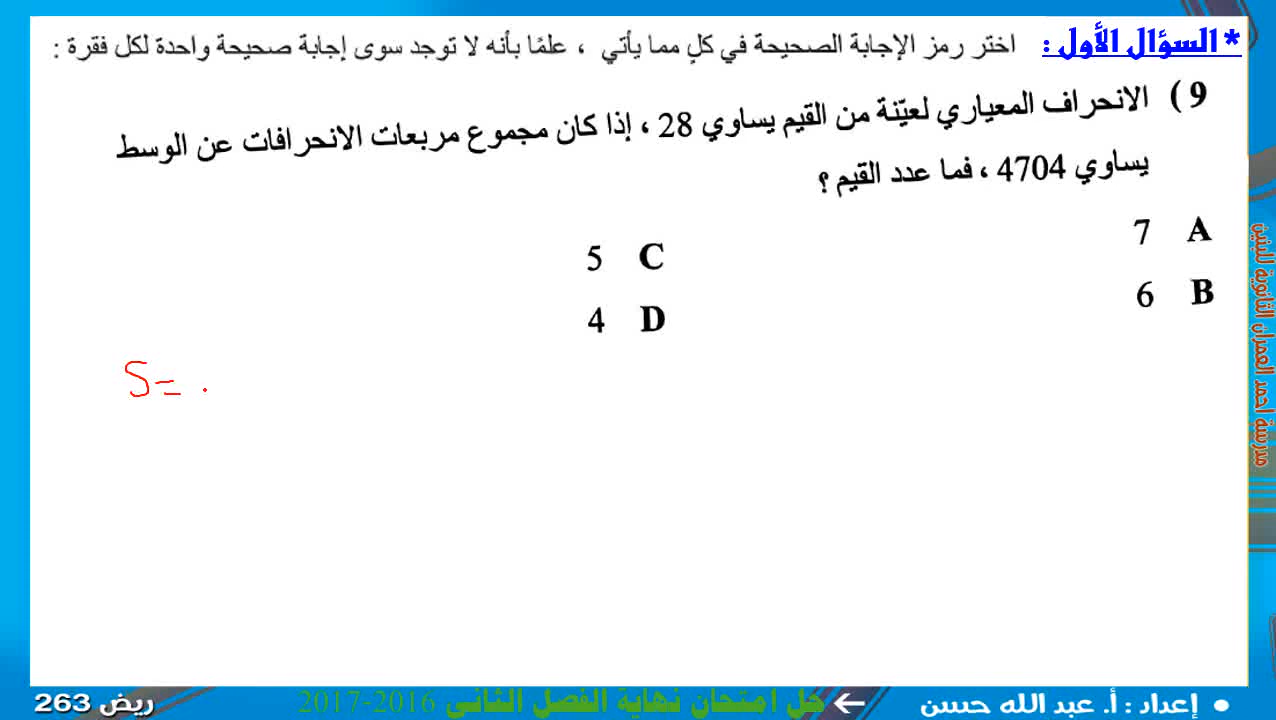 * السؤال الأول : اختر رمز الإجابة الصحيحة في كلٍ مما يأتي ، علمًا بأنه لا توجد سوى إجابة صحيحة واحدة لكل فقرة :
9 ) الانحراف المعياري لعيّنة من القيم يساوي 28 ، إذا كان مجموع مربعات الانحرافات عن الوسط
يساوي 4704 ، فما عدد القيم ؟
A 7
B 6
C 5
D 4
S = .
مدرسة احمد العمران الثانوية للبنين
• إعداد : أ. عبد الله حسن ← حل امتحان نهاية الفصل الثاني 2016-2017 ريض 263